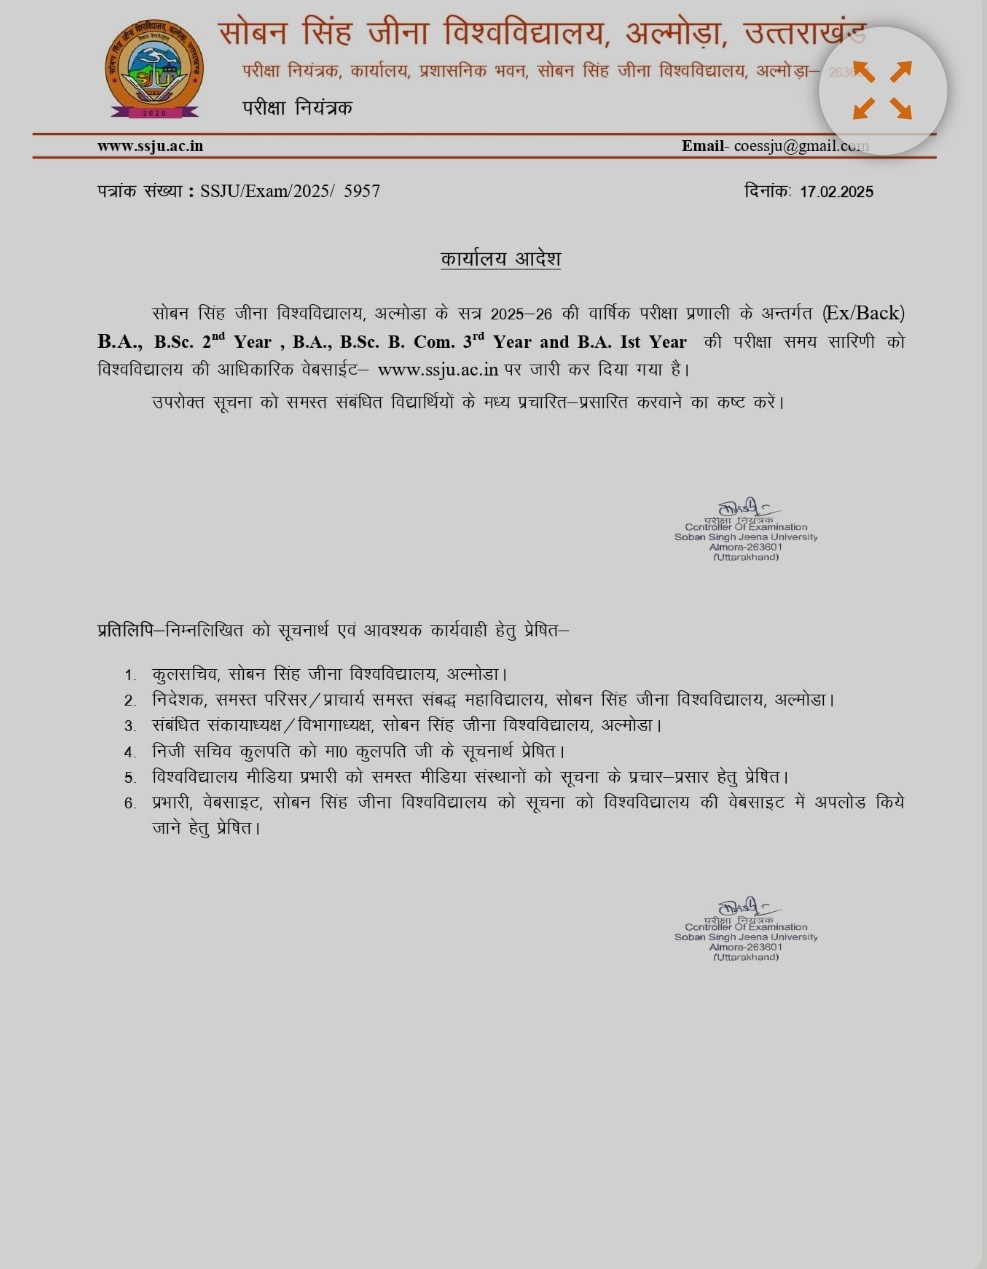 सोबन सिंह जीना विश्वविद्यालय, अल्मोड़ा, उत्तराखंड
परीक्षा नियंत्रक, कार्यालय, प्रशासनिक भवन, सोबन सिंह जीना विश्वविद्यालय, अल्मोड़ा–
परीक्षा नियंत्रक
SSJU
2020
www.ssju.ac.in Email- coessju@gmail.com
पत्रांक संख्या : SSJU/Exam/2025/ 5957 दिनांक: 17.02.2025
कार्यालय आदेश
सोबन सिंह जीना विश्वविद्यालय, अल्मोडा के सत्र 2025–26 की वार्षिक परीक्षा प्रणाली के अन्तर्गत (Ex/Back)
B.A., B.Sc. 2nd Year , B.A., B.Sc. B. Com. 3rd Year and B.A. Ist Year की परीक्षा समय सारिणी को
विश्वविद्यालय की आधिकारिक वेबसाईट– www.ssju.ac.in पर जारी कर दिया गया है।
उपरोक्त सूचना को समस्त संबंधित विद्यार्थियों के मध्य प्रचारित–प्रसारित करवाने का कष्ट करें।
परीक्षा नियंत्रक
Controller Of Examination
Soban Singh Jeena University
Almora-263601
(Uttarakhand)
प्रतिलिपि–निम्नलिखित को सूचनार्थ एवं आवश्यक कार्यवाही हेतु प्रेषित–
1. कुलसचिव, सोबन सिंह जीना विश्वविद्यालय, अल्मोडा।
2. निदेशक, समस्त परिसर/प्राचार्य समस्त संबद्ध महाविद्यालय, सोबन सिंह जीना विश्वविद्यालय, अल्मोडा।
3. संबंधित संकायाध्यक्ष/विभागाध्यक्ष, सोबन सिंह जीना विश्वविद्यालय, अल्मोडा।
4. निजी सचिव कुलपति को मा0 कुलपति जी के सूचनार्थ प्रेषित।
5. विश्वविद्यालय मीडिया प्रभारी को समस्त मीडिया संस्थानों को सूचना के प्रचार–प्रसार हेतु प्रेषित।
6. प्रभारी, वेबसाइट, सोबन सिंह जीना विश्वविद्यालय को सूचना को विश्वविद्यालय की वेबसाइट में अपलोड किये
जाने हेतु प्रेषित।
परीक्षा नियंत्रक
Controller Of Examination
Soban Singh Jeena University
Almora-263601
(Uttarakhand)